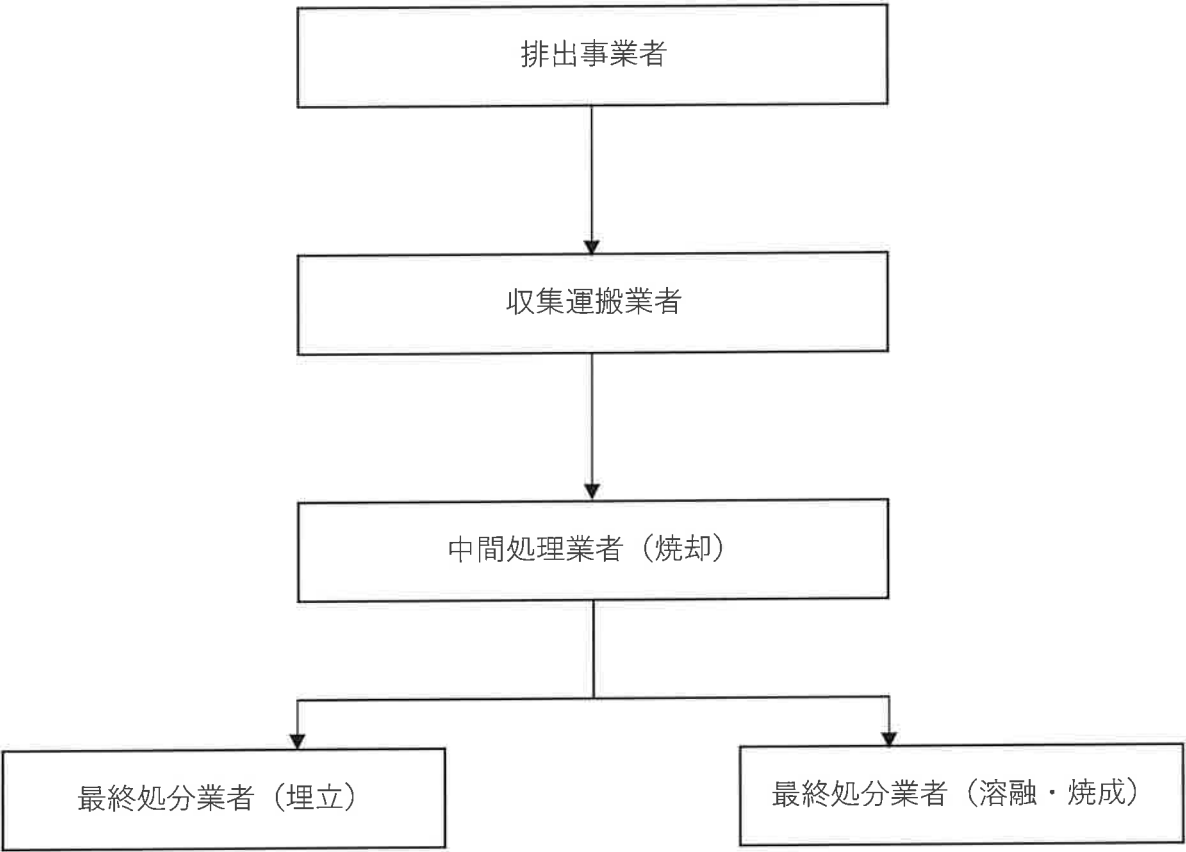 排出事業者
収集運搬業者
中間処理業者（焼却）
最終処分業者（埋立）
最終処分業者（溶融・焼成）